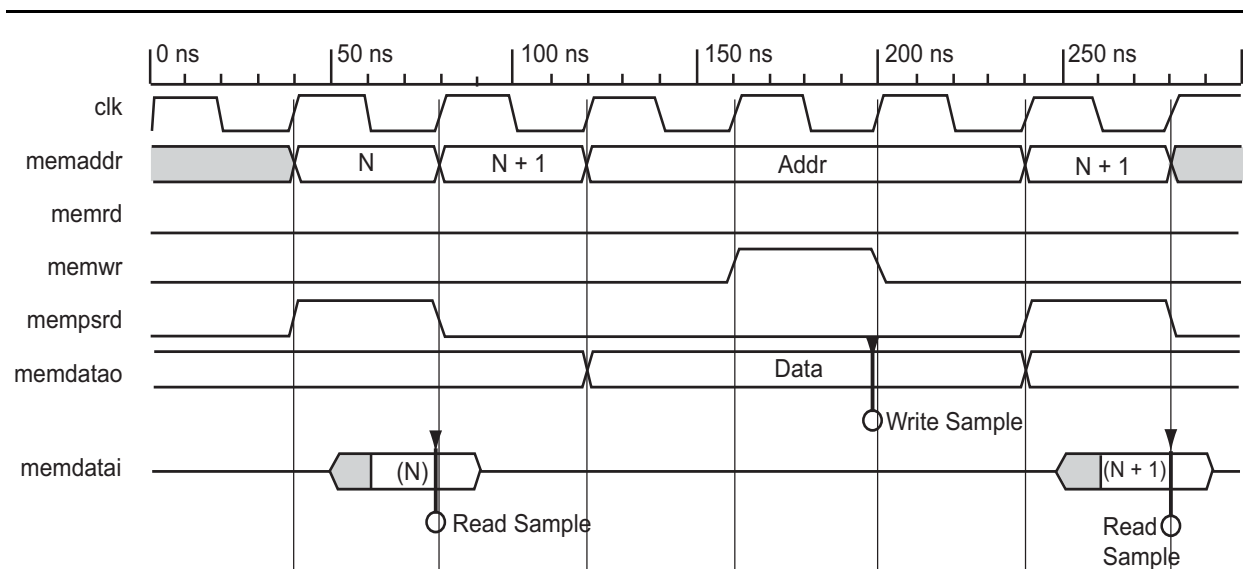 0 ns 50 ns 100 ns 150 ns 200 ns 250 ns
clk
memaddr N N + 1 Addr N + 1
memrd
memwr
mempsrd
memdatao Data
Write Sample
memdatai (N) (N + 1)
Read Sample Read
Sample